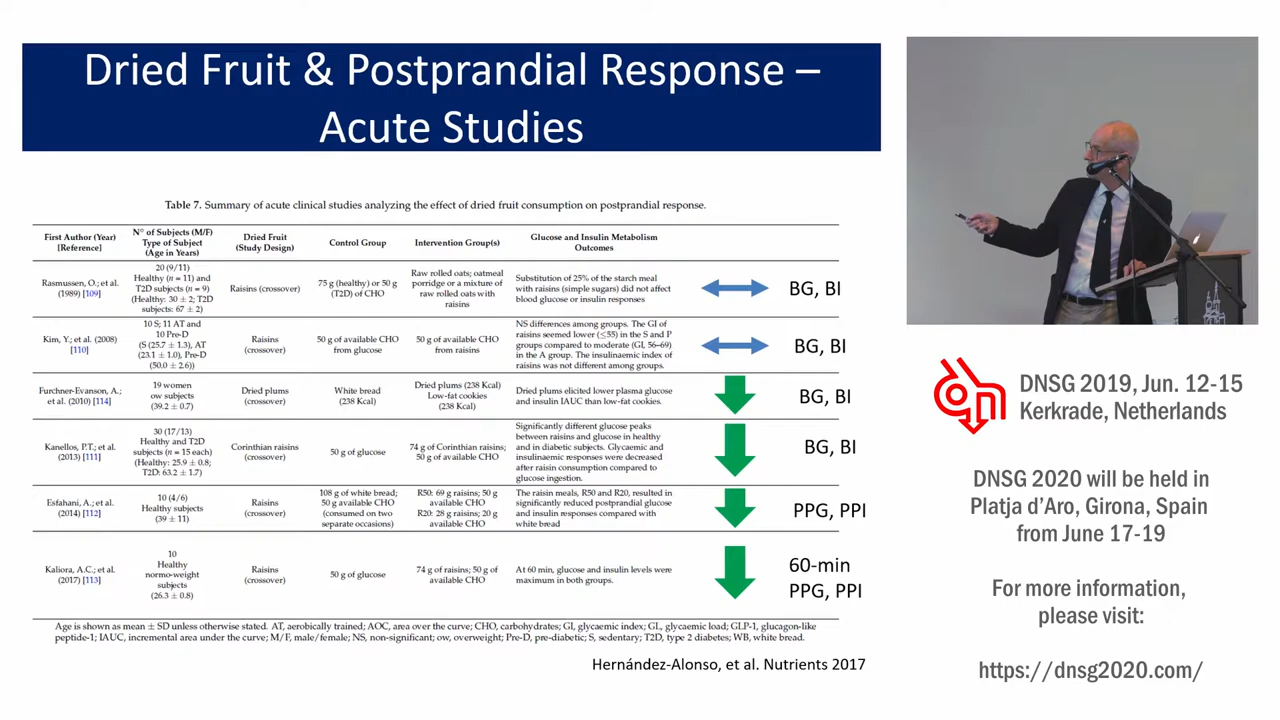 Dried Fruit & Postprandial Response –
Acute Studies
Table 7. Summary of acute clinical studies analyzing the effect of dried fruit consumption on postprandial response.
First Author (Year)
[Reference]
N° of Subjects (M/F)
Type of Subject
(Age in Years)
Dried Fruit
(Study Design)
Control Group
Intervention Group(s)
Glucose and Insulin Metabolism
Outcomes
Rasmussen, O.; et al.
(1989) [109]
20 (9/11)
Healthy (n = 11) and
T2D subjects (n = 9)
(Healthy: 30 ± 2; T2D
subjects: 67 ± 2)
Raisins (crossover)
75 g (healthy) or 50 g
(T2D) of CHO
Raw rolled oats; oatmeal
porridge or a mixture of
raw rolled oats with
raisins
Substitution of 25% of the starch meal
with raisins (simple sugars) did not affect
blood glucose or insulin responses
BG, BI
Kim, Y.; et al. (2008)
[110]
10 S; 11 AT and
10 Pre-D
(S (25.7 ± 1.3), AT
(23.1 ± 1.0), Pre-D
(50.0 ± 2.6))
Raisins
(crossover)
50 g of available CHO
from glucose
50 g of available CHO
from raisins
NS differences among groups. The GI of
raisins seemed lower (≤55) in the S and P
groups compared to moderate (GI, 56–69)
in the A group. The insulinaemic index of
raisins was not different among groups.
BG, BI
Furchner-Evanson, A.;
et al. (2010) [114]
19 women
ow subjects
(39.2 ± 0.7)
Dried plums
(crossover)
White bread
(238 Kcal)
Dried plums (238 Kcal)
Low-fat cookies
(238 Kcal)
Dried plums elicited lower plasma glucose
and insulin IAUC than low-fat cookies.
BG, BI
Kanellos, P.T.; et al.
(2013) [111]
30 (17/13)
Healthy and T2D
subjects (n = 15 each)
(Healthy: 25.9 ± 0.8;
T2D: 63.2 ± 1.7)
Corinthian raisins
(crossover)
50 g of glucose
74 g of Corinthian raisins;
50 g of available CHO
Significantly different glucose peaks
between raisins and glucose in healthy
and in diabetic subjects. Glycaemic and
insulinaemic responses were decreased
after raisin consumption compared to
glucose ingestion.
BG, BI
Esfahani, A.; et al.
(2014) [112]
10 (4/6)
Healthy subjects
(39 ± 11)
Raisins
(crossover)
108 g of white bread;
50 g available CHO
(consumed on two
separate occasions)
R50: 69 g raisins; 50 g
available CHO
R20: 28 g raisins; 20 g
available CHO
The raisin meals, R50 and R20, resulted in
significantly reduced postprandial glucose
and insulin responses compared with
white bread
PPG, PPI
Kaliora, A.C.; et al.
(2017) [113]
10
Healthy
normo-weight
subjects
(26.3 ± 0.8)
Raisins
(crossover)
50 g of glucose
74 g of raisins; 50 g of
available CHO
At 60 min, glucose and insulin levels were
maximum in both groups.
60-min
PPG, PPI
Age is shown as mean ± SD unless otherwise stated. AT, aerobically trained; AOC, area over the curve; CHO, carbohydrates; GI, glycaemic index; GL, glycaemic load; GLP-1, glucagon-like
peptide-1; IAUC, incremental area under the curve; M/F, male/female; NS, non-significant; ow, overweight; Pre-D, pre-diabetic; S, sedentary; T2D, type 2 diabetes; WB, white bread.
Hernández-Alonso, et al. Nutrients 2017
DNSG 2019, Jun. 12-15
Kerkrade, Netherlands
DNSG 2020 will be held in
Platja d'Aro, Girona, Spain
from June 17-19
For more information,
please visit:
https://dnsg2020.com/